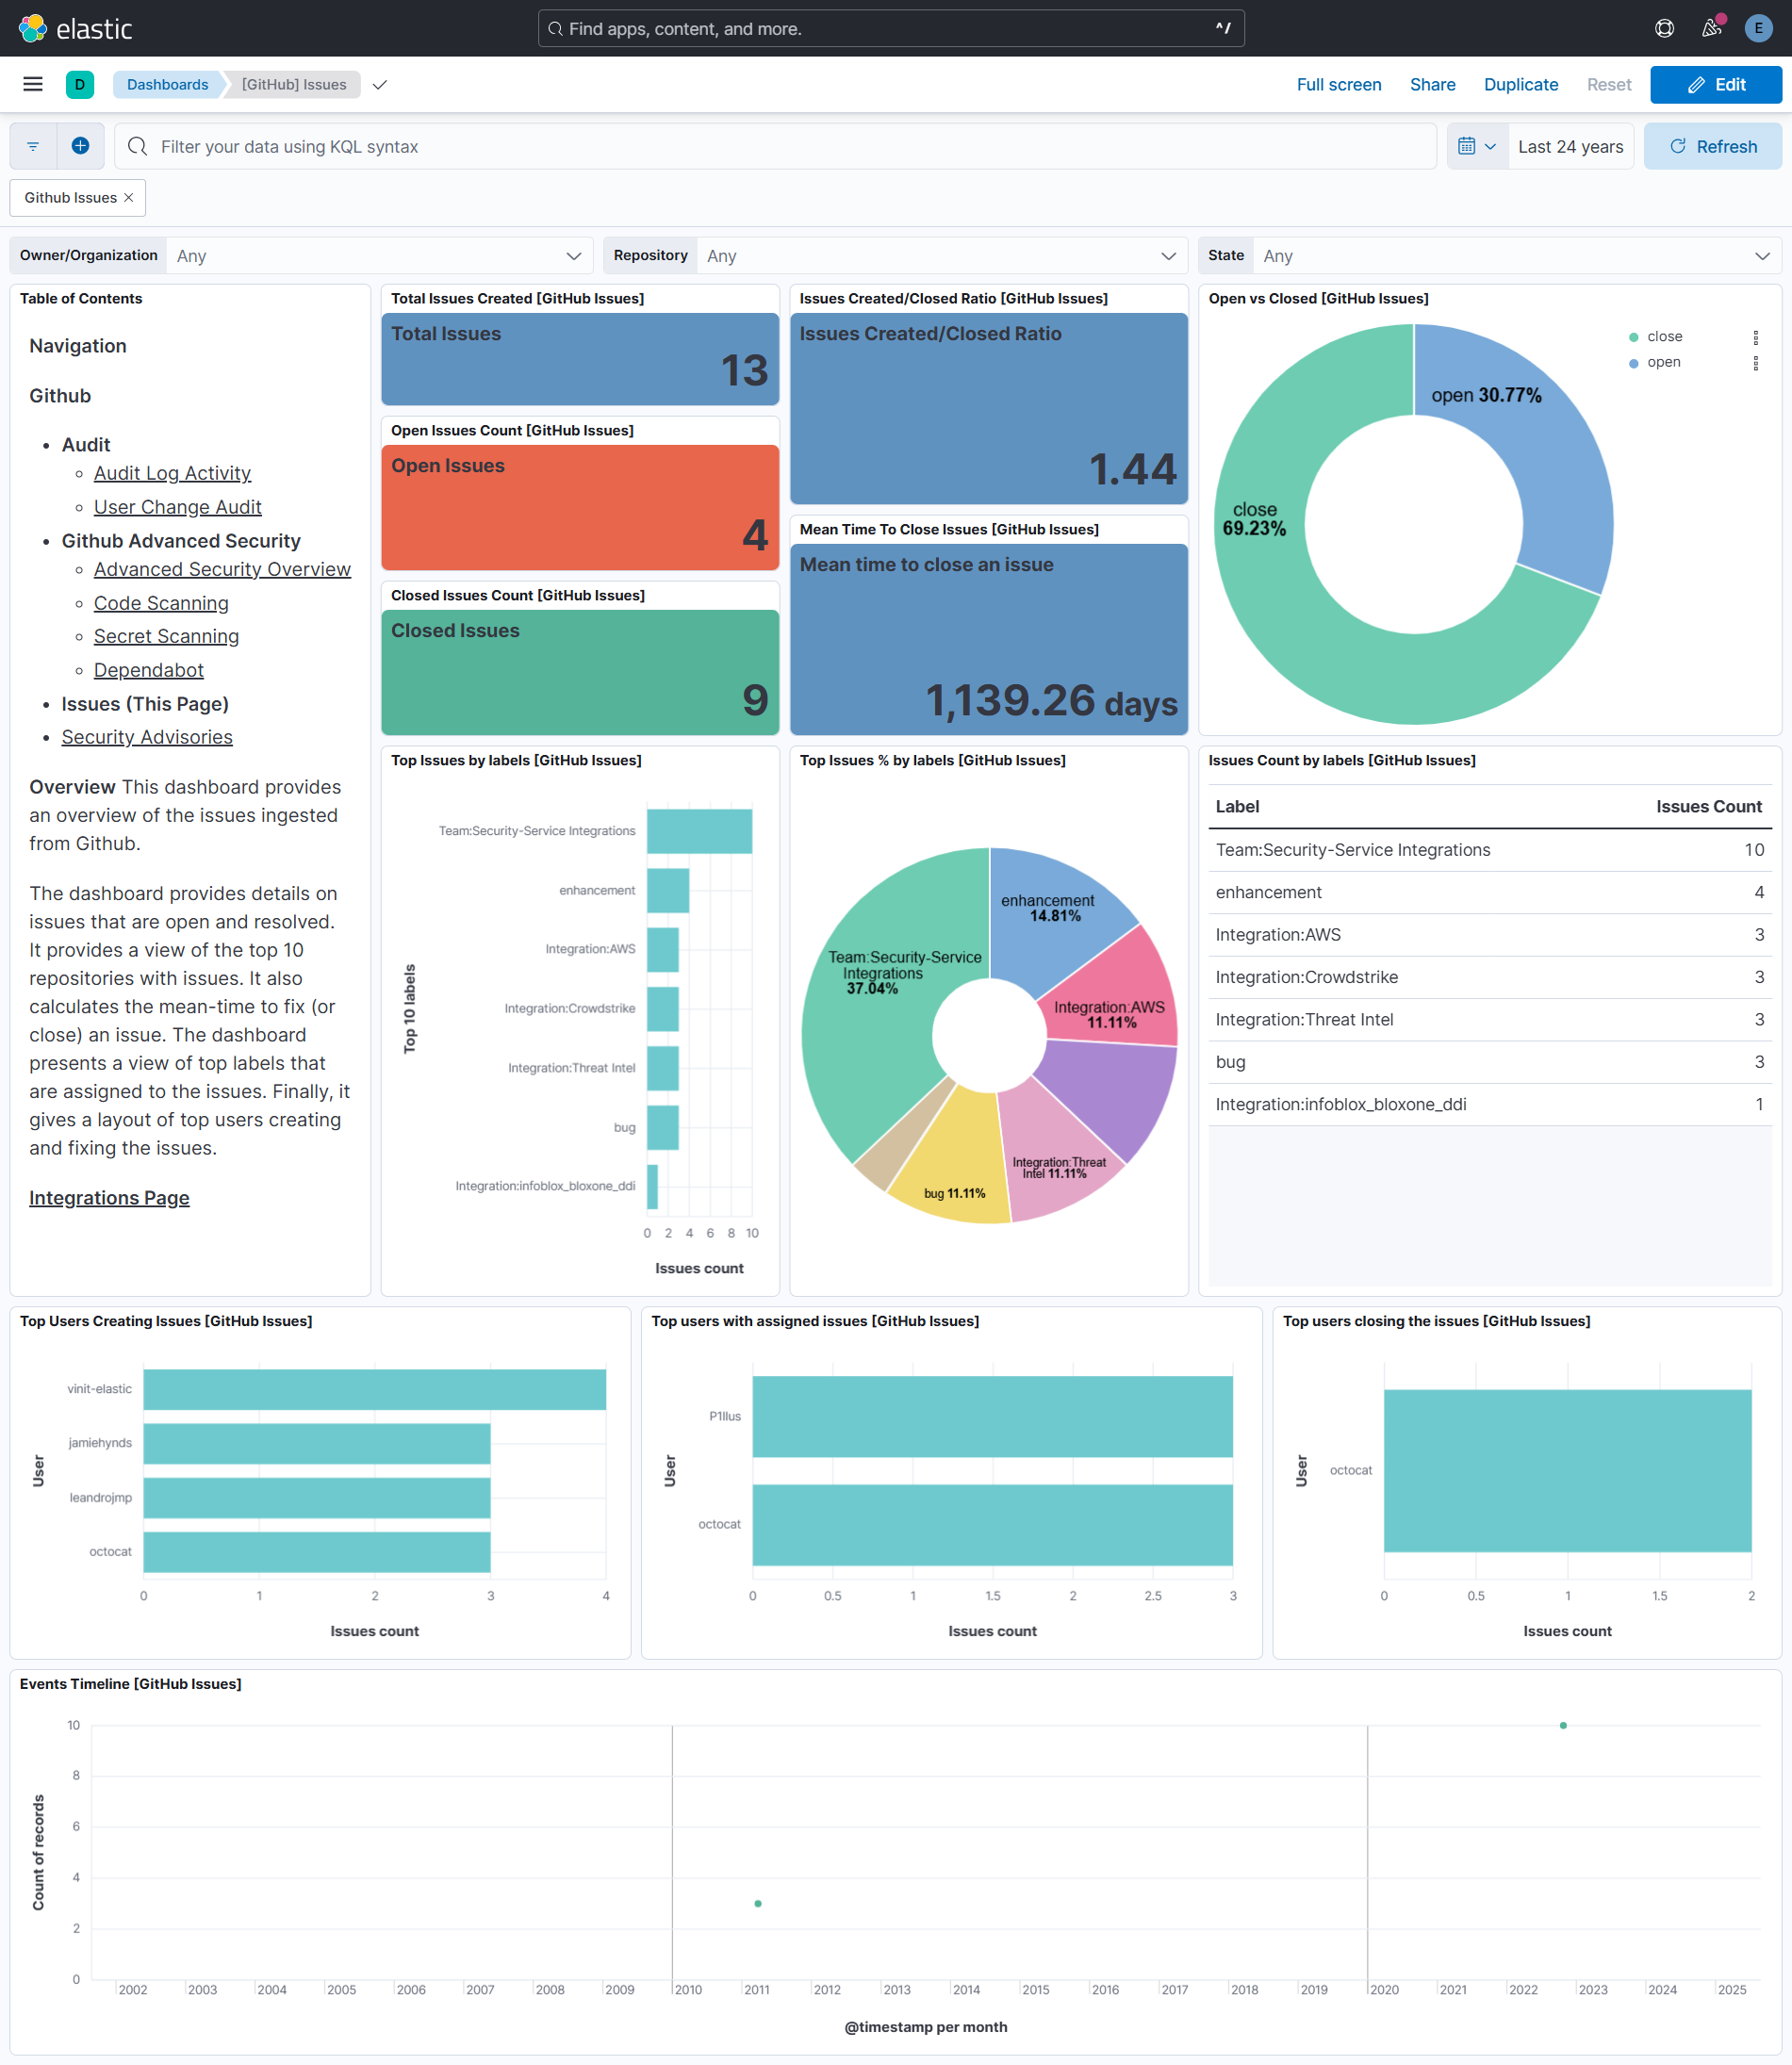 elastic
Find apps, content, and more.
^/
E
D
Dashboards
[GitHub] Issues
Full screen
Share
Duplicate
Reset
Edit
Filter your data using KQL syntax
Last 24 years
Refresh
Github Issues
Owner/Organization
Any
Repository
Any
State
Any
Table of Contents
Navigation
Github
Audit
Audit Log Activity
User Change Audit
Github Advanced Security
Advanced Security Overview
Code Scanning
Secret Scanning
Dependabot
Issues (This Page)
Security Advisories
Overview This dashboard provides
an overview of the issues ingested
from Github.
The dashboard provides details on
issues that are open and resolved.
It provides a view of the top 10
repositories with issues. It also
calculates the mean-time to fix (or
close) an issue. The dashboard
presents a view of top labels that
are assigned to the issues. Finally, it
gives a layout of top users creating
and fixing the issues.
Integrations Page
Total Issues Created [GitHub Issues]
Total Issues
13
Open Issues Count [GitHub Issues]
Open Issues
4
Closed Issues Count [GitHub Issues]
Closed Issues
9
Issues Created/Closed Ratio [GitHub Issues]
Issues Created/Closed Ratio
1.44
Mean Time To Close Issues [GitHub Issues]
Mean time to close an issue
1,139.26 days
Open vs Closed [GitHub Issues]
close
open
open 30.77%
close
69.23%
Top Issues by labels [GitHub Issues]
Top 10 labels
Team:Security-Service Integrations
enhancement
Integration:AWS
Integration:Crowdstrike
Integration:Threat Intel
bug
Integration:infoblox_bloxone_ddi
0 2 4 6 8 10
Issues count
Top Issues % by labels [GitHub Issues]
enhancement
14.81%
Team:Security-Service
Integrations
37.04%
Integration:AWS
11.11%
Integration:Threat
Intel 11.11%
bug 11.11%
Issues Count by labels [GitHub Issues]
Label Issues Count
Team:Security-Service Integrations 10
enhancement 4
Integration:AWS 3
Integration:Crowdstrike 3
Integration:Threat Intel 3
bug 3
Integration:infoblox_bloxone_ddi 1
Top Users Creating Issues [GitHub Issues]
User
vinit-elastic
jamiehynds
leandrojmp
octocat
0 1 2 3 4
Issues count
Top users with assigned issues [GitHub Issues]
User
P1llus
octocat
0 0.5 1 1.5 2 2.5 3
Issues count
Top users closing the issues [GitHub Issues]
User
octocat
0 0.5 1 1.5 2
Issues count
Events Timeline [GitHub Issues]
Count of records
10
8
6
4
2
0
2002 2003 2004 2005 2006 2007 2008 2009 2010 2011 2012 2013 2014 2015 2016 2017 2018 2019 2020 2021 2022 2023 2024 2025
@timestamp per month